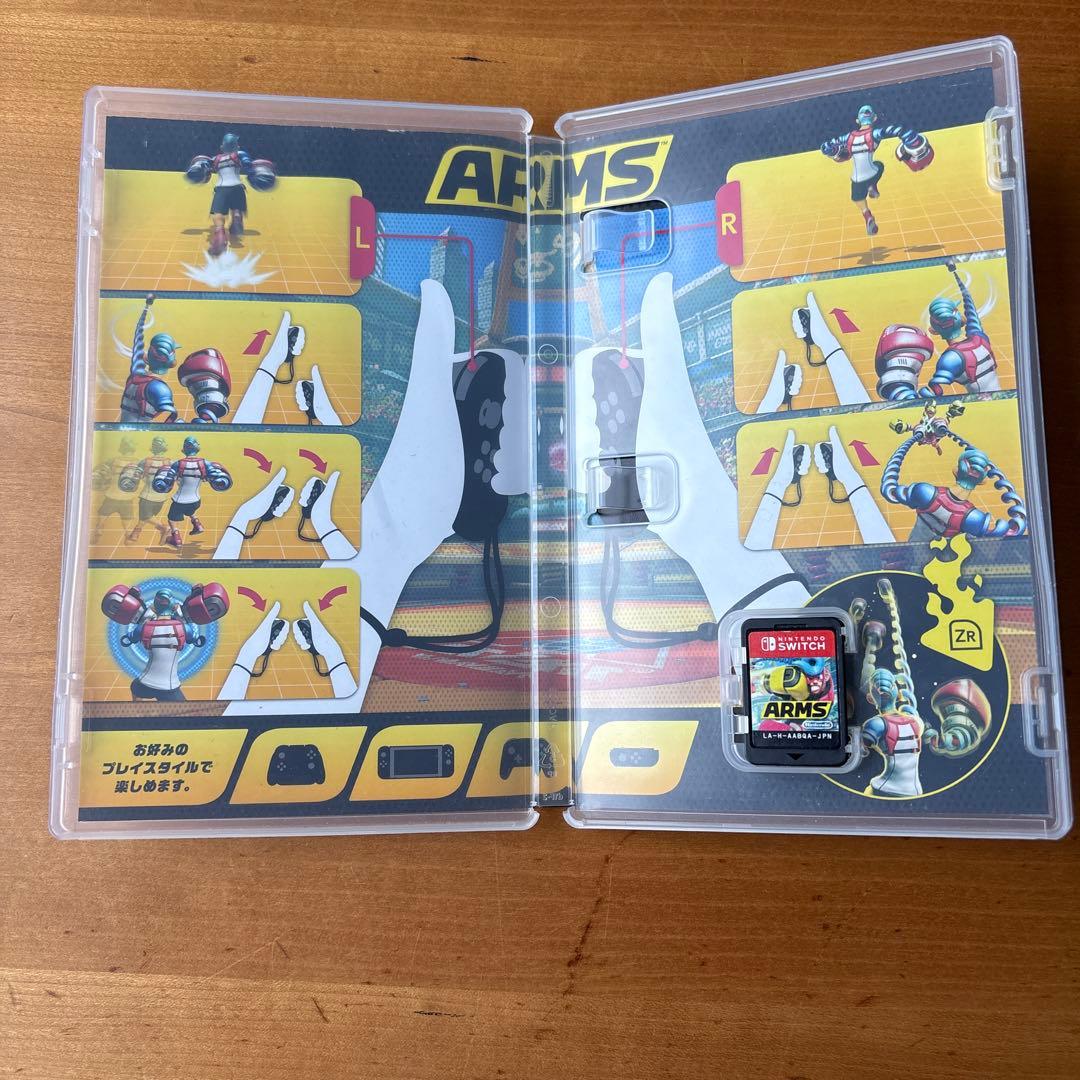 ARMS™
L
R
ZR
NINTENDO
SWITCH
ARMS
Nintendo
LA-H-AABQA-JPN
お好みの
プレイスタイルで
楽しめます。